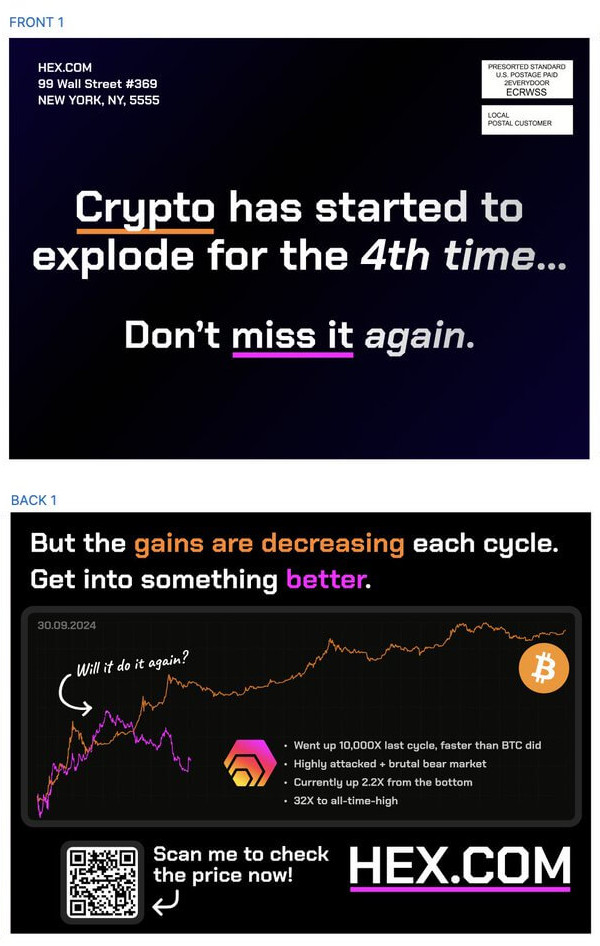 FRONT 1
HEX.COM
99 Wall Street #369
NEW YORK, NY, 5555
PRESORTED STANDARD
U.S. POSTAGE PAID
2EVERYDOOR
ECRWSS
LOCAL
POSTAL CUSTOMER
Crypto has started to
explode for the 4th time...
Don't miss it again.
BACK 1
But the gains are decreasing each cycle.
Get into something better.
30.09.2024
Will it do it again?
• Went up 10,000X last cycle, faster than BTC did
• Highly attacked + brutal bear market
• Currently up 2.2X from the bottom
• 32X to all-time-high
Scan me to check
the price now!
HEX.COM